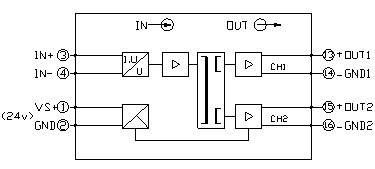 IN OUT
IN+ 3 I.U U 13 +OUT1
IN- 4 CH1 14 -GND1
VS+ 1 15 +OUT2
(24v) GND 2 CH2 16 -GND2